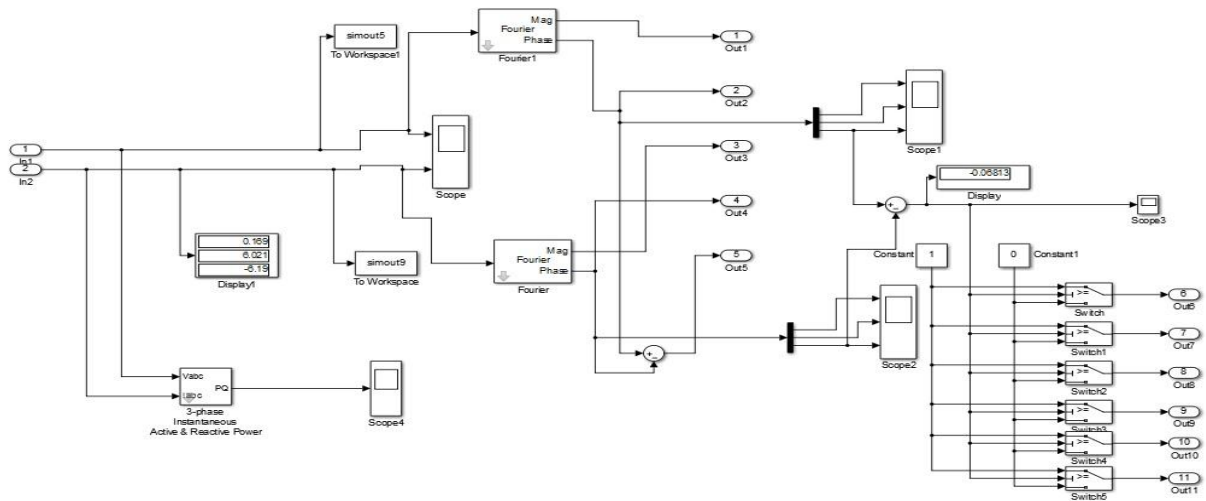 simout5
To Workspace1
Mag
Fourier
Phase
Fourier1
1
Out1
2
Out2
Scope1
1
In1
2
In2
Scope
3
Out3
4
Out4
-0.06813
Display
Scope3
0.169
6.021
-6.19
Display1
simout9
To Workspace
Mag
Fourier
Phase
Fourier
5
Out5
Constant
1
0
Constant1
+
-
+
-
Scope2
>=
Switch
6
Out6
>=
Switch1
7
Out7
>=
Switch2
8
Out8
>=
Switch3
9
Out9
>=
Switch4
10
Out10
>=
Switch5
11
Out11
Vabc
PQ
3-phase
Instantaneous
Active & Reactive Power
Scope4